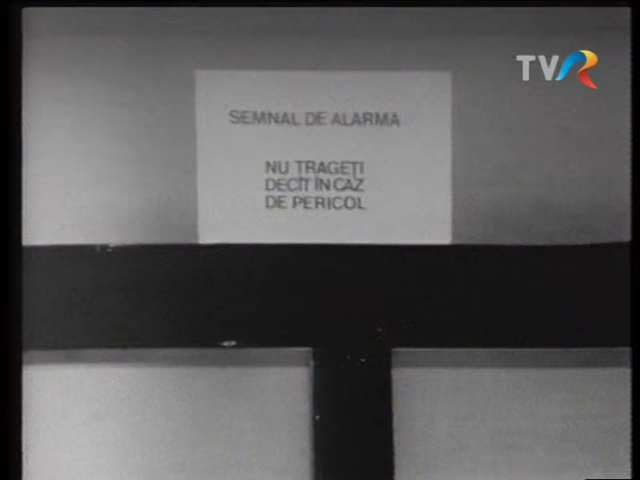 TVR
SEMNAL DE ALARMA
NU TRAGEȚI
DECÎT ÎN CAZ
DE PERICOL